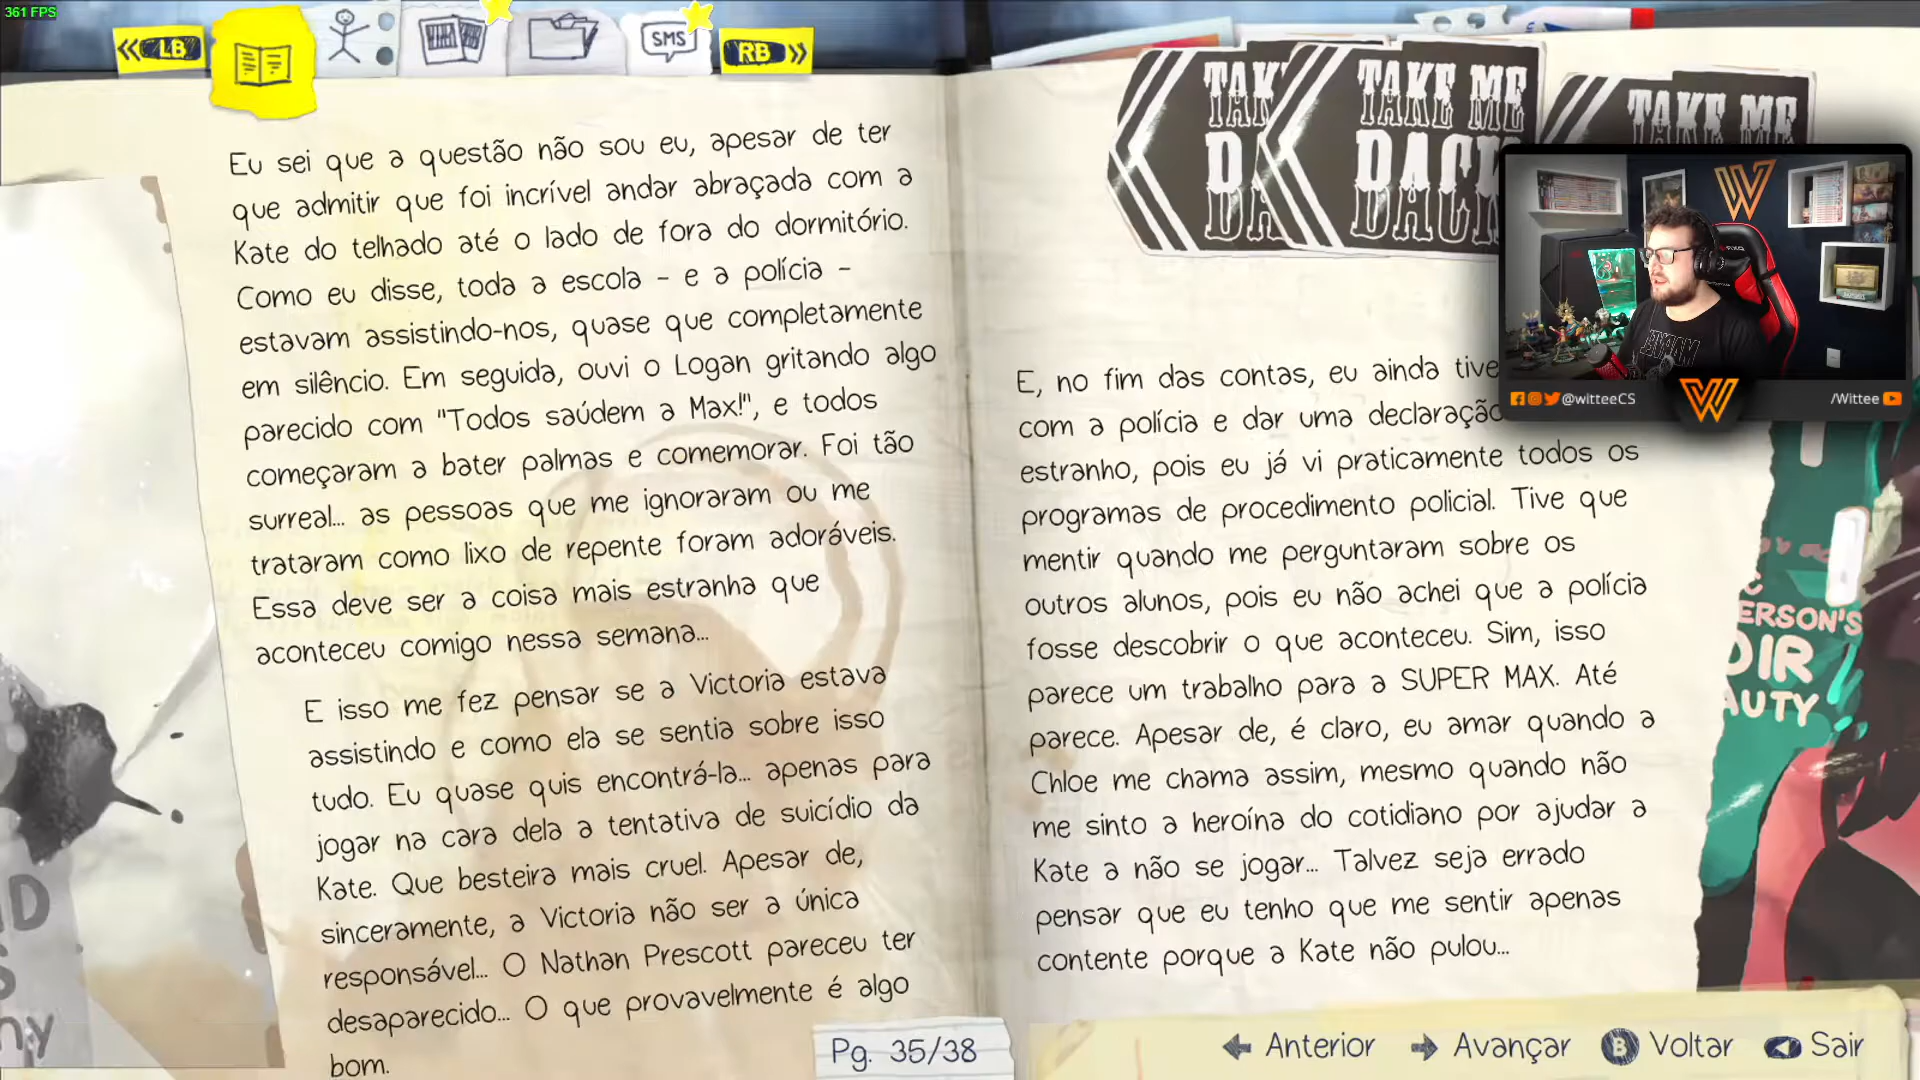 361 FPS
LB
SMS
RB
Eu sei que a questão não sou eu, apesar de ter
que admitir que foi incrível andar abraçada com a
Kate do telhado até o lado de fora do dormitório.
Como eu disse, toda a escola - e a polícia -
estavam assistindo-nos, quase que completamente
em silêncio. Em seguida, ouvi o Logan gritando algo
parecido com "Todos saúdem a Max!", e todos
começaram a bater palmas e comemorar. Foi tão
surreal... as pessoas que me ignoraram ou me
trataram como lixo de repente foram adoráveis.
Essa deve ser a coisa mais estranha que
aconteceu comigo nessa semana...
E isso me fez pensar se a Victoria estava
assistindo e como ela se sentia sobre isso
tudo. Eu quase quis encontrá-la... apenas para
jogar na cara dela a tentativa de suicídio da
Kate. Que besteira mais cruel. Apesar de,
sinceramente, a Victoria não ser a única
responsável... O Nathan Prescott pareceu ter
desaparecido... O que provavelmente é algo
bom.
TAK
TAKE ME
TAKE ME
DA
DACK
DA
DACK
E, no fim das contas, eu ainda tive
com a polícia e dar uma declaração
estranho, pois eu já vi praticamente todos os
programas de procedimento policial. Tive que
mentir quando me perguntaram sobre os
outros alunos, pois eu não achei que a polícia
fosse descobrir o que aconteceu. Sim, isso
parece um trabalho para a SUPER MAX. Até
parece. Apesar de, é claro, eu amar quando a
Chloe me chama assim, mesmo quando não
me sinto a heroína do cotidiano por ajudar a
Kate a não se jogar... Talvez seja errado
pensar que eu tenho que me sentir apenas
contente porque a Kate não pulou...
@witteeCS
/Wittee
ERSON'S
OIR
AUTY
Pg. 35/38
Anterior
Avançar
B Voltar
Sair